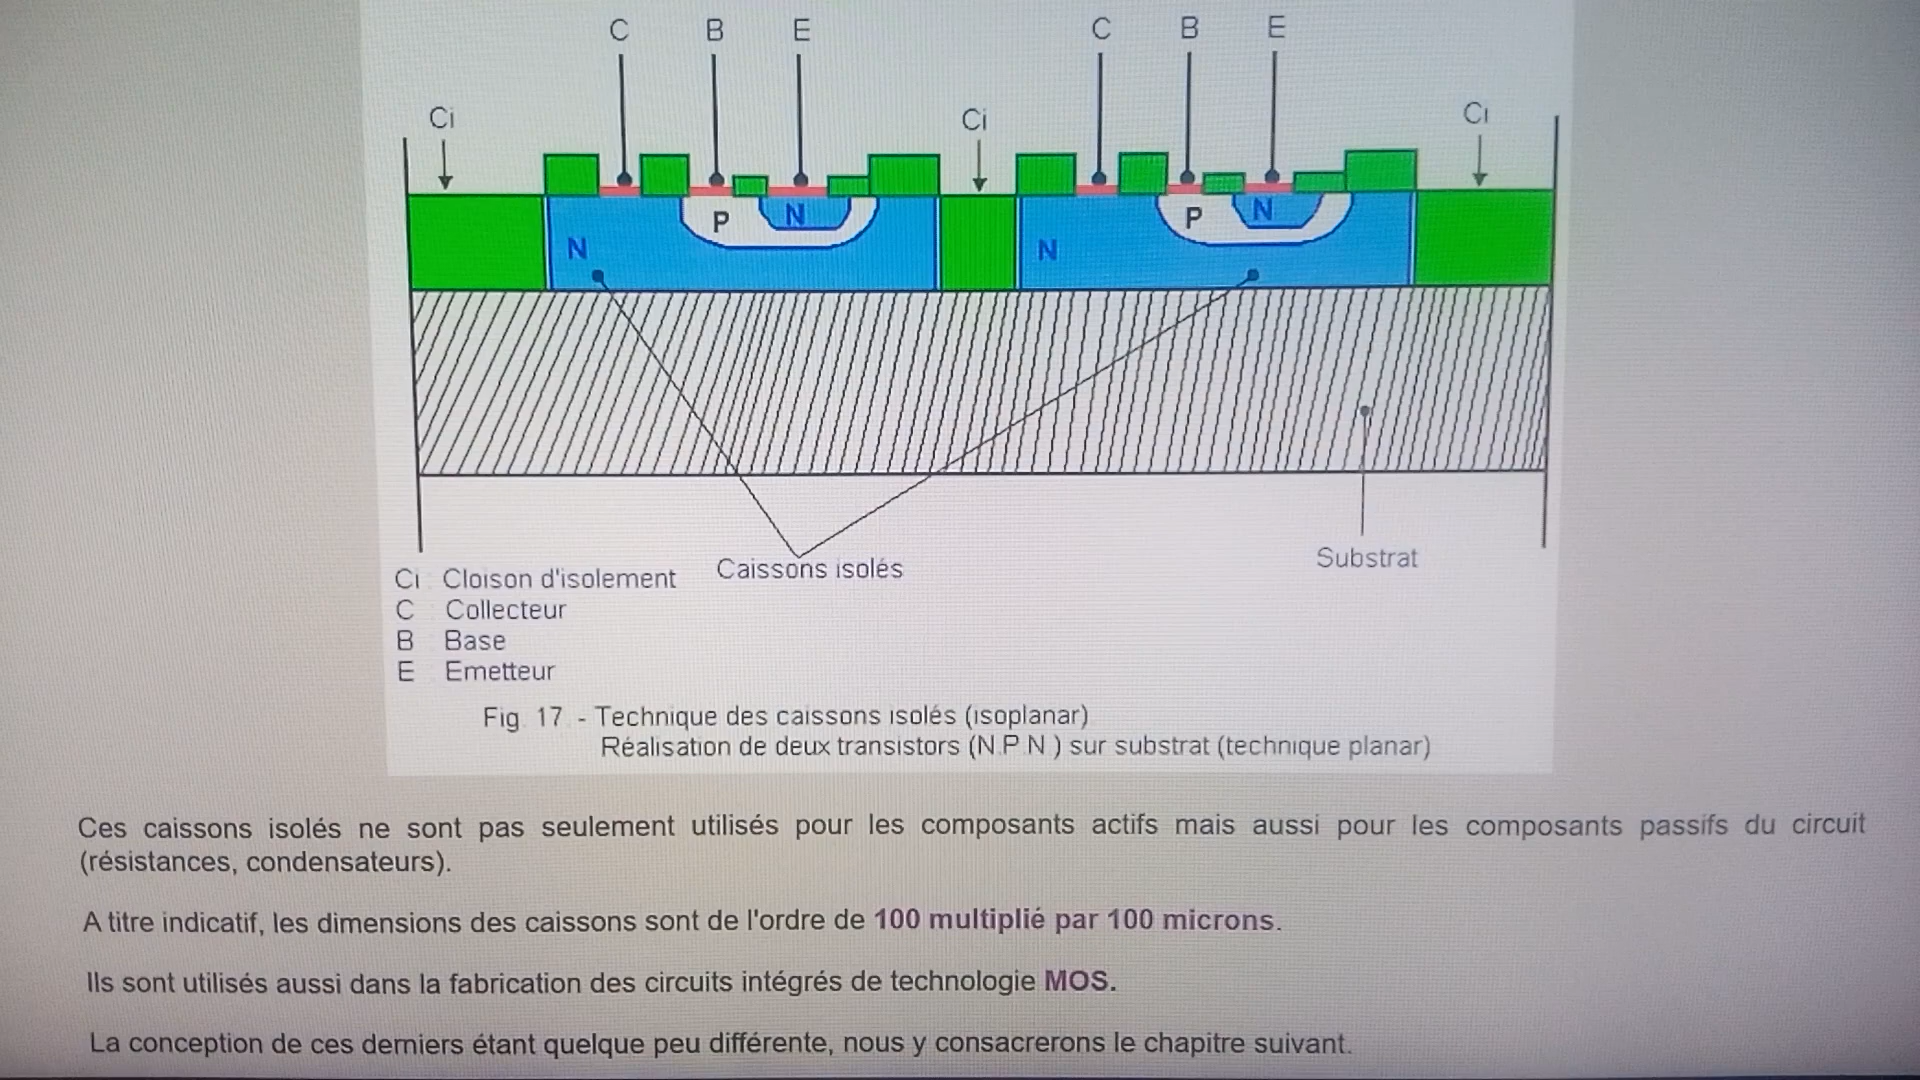 C B E C B E
Ci Ci Ci
P N P N
N N
Caissons isolés Substrat
Ci Cloison d'isolement
C Collecteur
B Base
E Emetteur
Fig 17 - Technique des caissons isolés (isoplanar)
Réalisation de deux transistors (N.P.N.) sur substrat (technique planar)
Ces caissons isolés ne sont pas seulement utilisés pour les composants actifs mais aussi pour les composants passifs du circuit
(résistances, condensateurs).
A titre indicatif, les dimensions des caissons sont de l'ordre de 100 multiplié par 100 microns.
Ils sont utilisés aussi dans la fabrication des circuits intégrés de technologie MOS.
La conception de ces derniers étant quelque peu différente, nous y consacrerons le chapitre suivant.